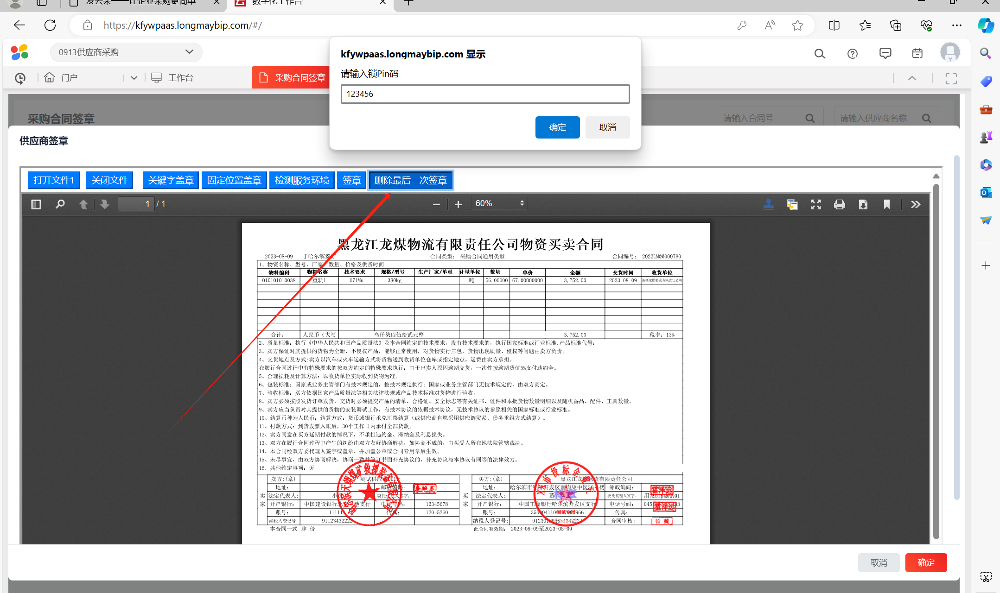 友云采——让企业采购更简单
数字化工作台
https://kfywpaas.longmaybip.com/#/
0913供应商采购
门户
工作台
采购合同签章
kfywpaas.longmaybip.com 显示
请输入锁Pin码
123456
确定 取消
采购合同签章
请输入合同号
请输入供应商名称
供应商签章
打开文件1 关闭文件 关键字盖章 固定位置盖章 检测服务环境 签章 删除最后一次签章
1 / 1
60%
黑龙江龙煤物流有限责任公司物资买卖合同
2023-08-09 于哈尔滨签订 合同类型： 采购合同通用类型 合同编号： 2022LM00000780
1、物资名称、型号、厂家、数量、价格及供货时间
物料编码 物料名称 技术要求 规格/型号 生产厂家/单重 计量单位 数量 单价 金额 交货时间 收货单位
010101010038 重轨1 U71Mn 380kg 吨 56.00000 67.00000000 3,752.00 2023-08-09 新疆龙煤物流有限责任公司
合计： 人民币（大写 叁仟柒佰伍拾贰元整 3,752.00 税率：13%
2、质量标准：执行《中华人民共和国产品质量法》及本合同约定的技术要求，没有技术要求的，执行国家标准或行业标准,产品标准代号：
3、卖方保证对其提供的货物为全新、不侵权产品，能够正常使用，对货物实行三包，货物出现质量、侵权等问题由卖方负责。
4、交货地点及方式:卖方以汽车或火车运输方式将货物送到收货单位仓库或指定地点。运费由卖方承担。
在履行合同过程中有特殊要求的按双方约定的特殊要求执行；由于出卖人原因逾期交货，一次性按逾期货值5%支付违约金。
5、合理损耗及计算方法：以收货单位实际收到货物为准。
6、包装标准：国家或业务主管部门有技术规定的，按技术规定执行；国家或业务主管部门无技术规定的，由双方商定。
7、验收标准：买方依据国家产品质量法等相关法律法规或产品技术标准对货物进行验收。
8、卖方必须按照发货订单发货，交货时必须提交产品的清单、合格证、安全标志等有关证书、证件和本批货物数量明细以及随机备品、配件、工具数量。
9、卖方应当负责对其提供的货物的安装调试工作，有技术协议的依据技术协议，无技术协议的参照相关的国家标准或行业标准。
10、结算币种为人民币；结算方式：货币或银行承兑汇票结算（或供应商自愿采用供应链贸易、债务重组方式结算）。
11、付款方式：到货发票入账后，30个工作日内承付全部货款。
12、卖方同意在买方延期付款的情况下，不承担违约金、滞纳金及利息损失。
13、双方在履行合同过程中产生的纠纷由双方友好协商解决，如协商不成的，由买受人所在地法院管辖裁决。
14、本合同经双方委代理人签字或盖章、并加盖公章或合同专用章后生效。
15、未尽事宜，由双方协商解决，协商一致并签订书面补充协议的，补充协议与本协议有同等的法律效力。
16. 其他约定事项：无
卖方:(章) 测试供应商001 买方:(章) 黑龙江龙煤物流有限责任公司
地址： 邮政编码： 地址： 哈尔滨市经济开发区南岗集中区36号楼 邮政编码： 霍泽远
卖家 法定代表人: 委托代理人签字: 买家 法定代表人: 委托代理人签字: 用友bip测试01
开户银行： 中国建设银行 支行 电话号码： 12345678 开户银行： 中国工商银行哈尔滨开发区支行 电话号码： 霍泽远
账号： 传真： 120-5260 账号： 传真：
纳税人登记号: 91123432222 纳税人登记号: 合同审核: 杨
本合同一式 肆 份 此合同有效期： 2023-08-09至2023-08-09
XX市投标企业
取消 确定